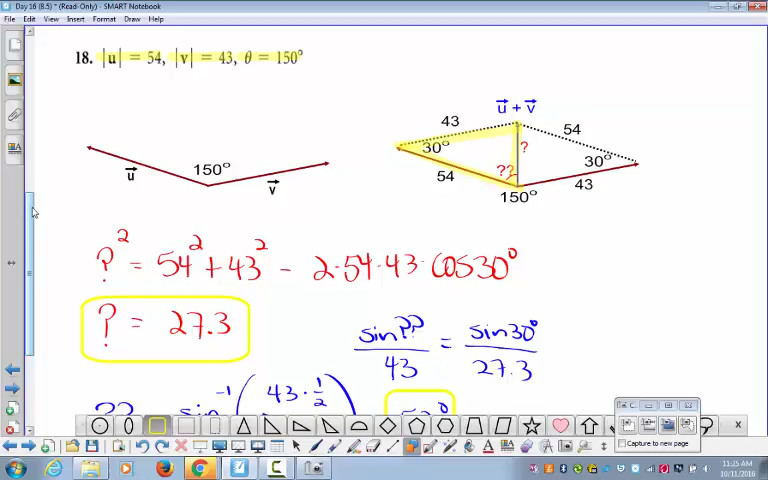 Day 16 (8.5) * (Read-Only) - SMART Notebook
File Edit View Insert Format Draw Help
18. |u| = 54, |v| = 43, θ = 150°
u⃗ + v⃗
43
54
30°
30°
?
??
54
43
150°
150°
u⃗
v⃗
?² = 54² + 43² - 2·54·43·cos30°
? = 27.3
sin?? / 43 = sin30° / 27.3
sin⁻¹ (43·1/2
Capture to new page
11:25 AM
10/11/2016